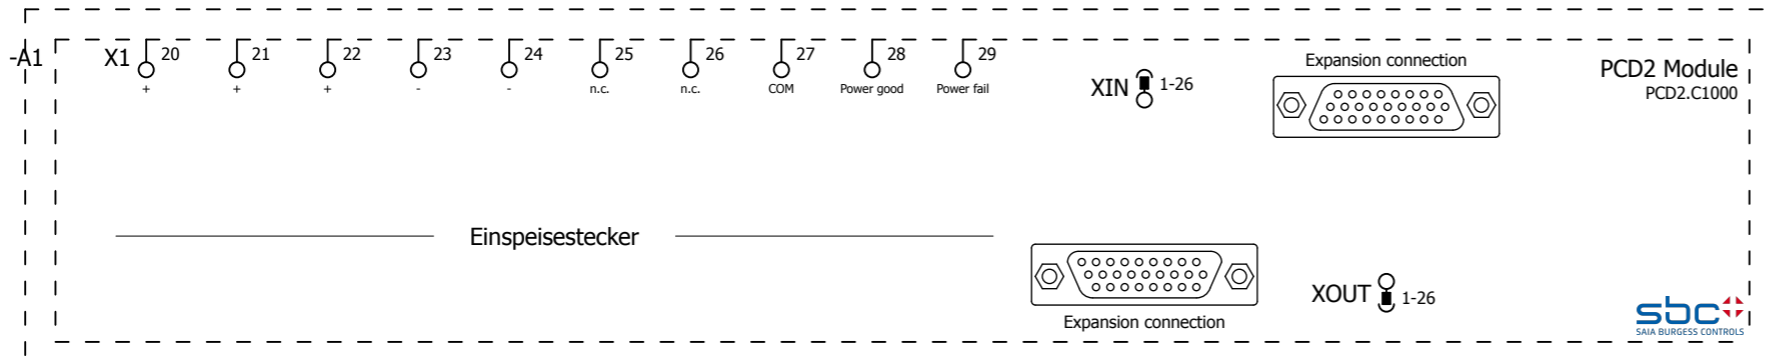 -A1 X1 20 21 22 23 24 25 26 27 28 29
+ + + - - n.c. n.c. COM Power good Power fail
XIN 1-26
Expansion connection
PCD2 Module
PCD2.C1000
Einspeisestecker
Expansion connection
XOUT 1-26
sbc
SAIA BURGESS CONTROLS